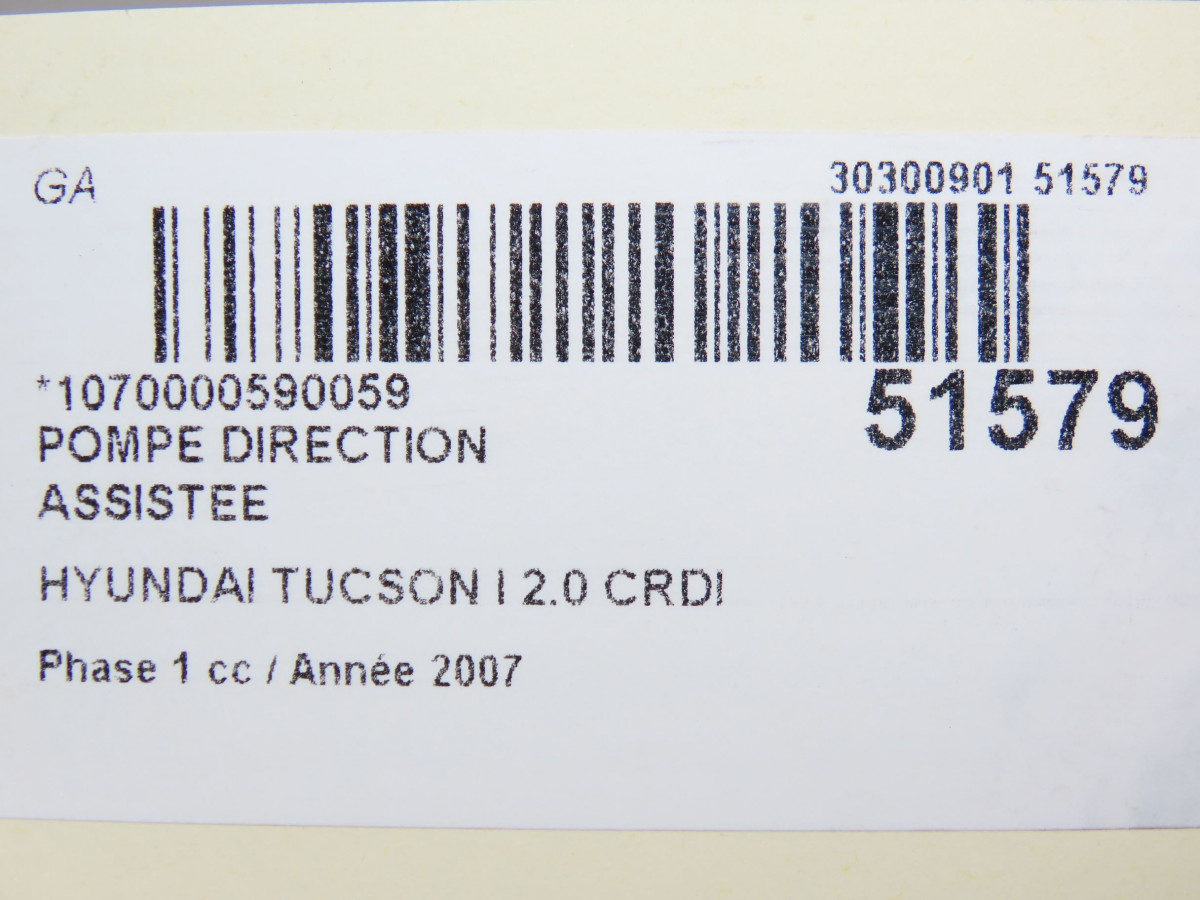 GA
30300901 51579
*1070000590059
51579
POMPE DIRECTION
ASSISTEE
HYUNDAI TUCSON I 2.0 CRDI
Phase 1 cc / Année 2007